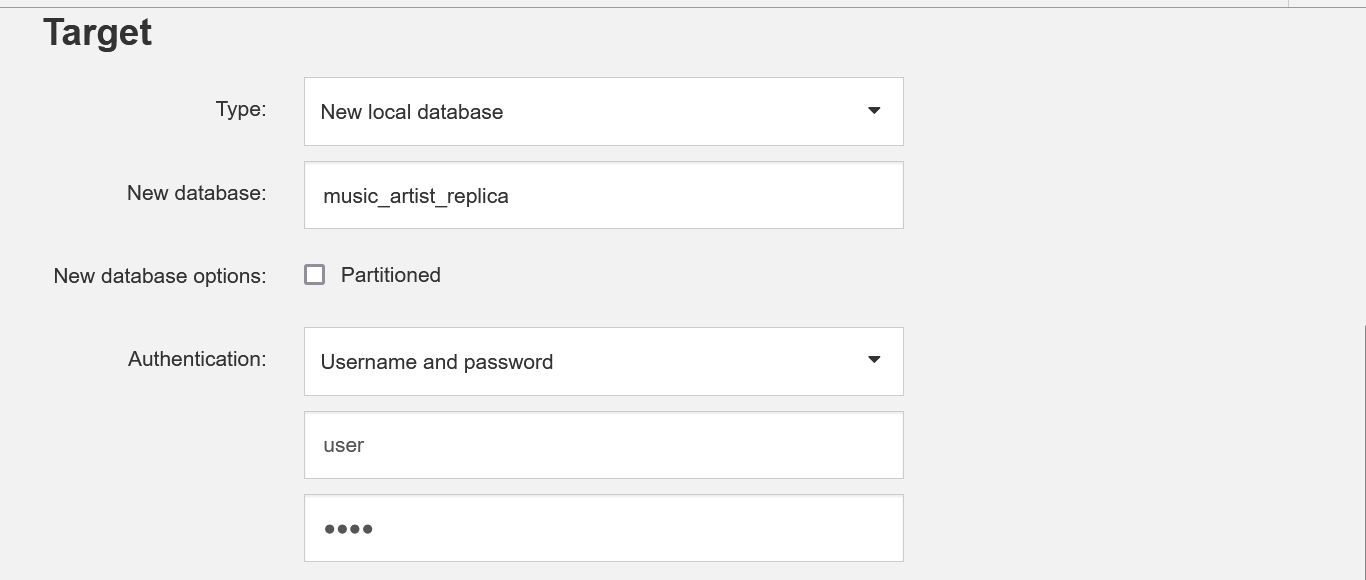 Target
Type:
New local database
New database:
music_artist_replica
New database options:
Partitioned
Authentication:
Username and password
user
••••